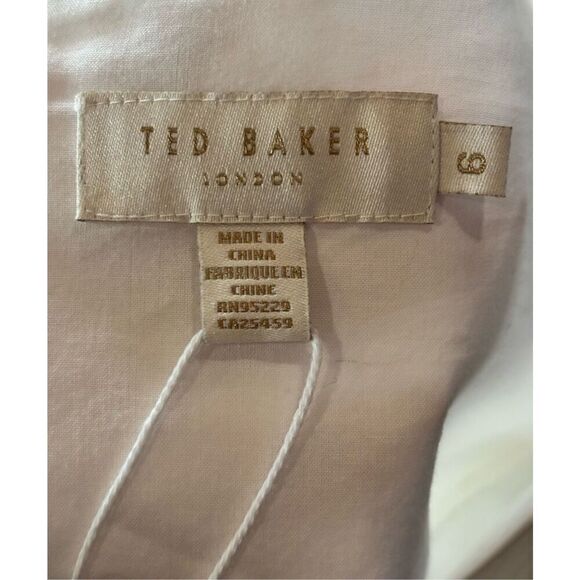 TED BAKER
LONDON
6
MADE IN
CHINA
FABRIQUE EN
CHINE
RN95229
CA25459